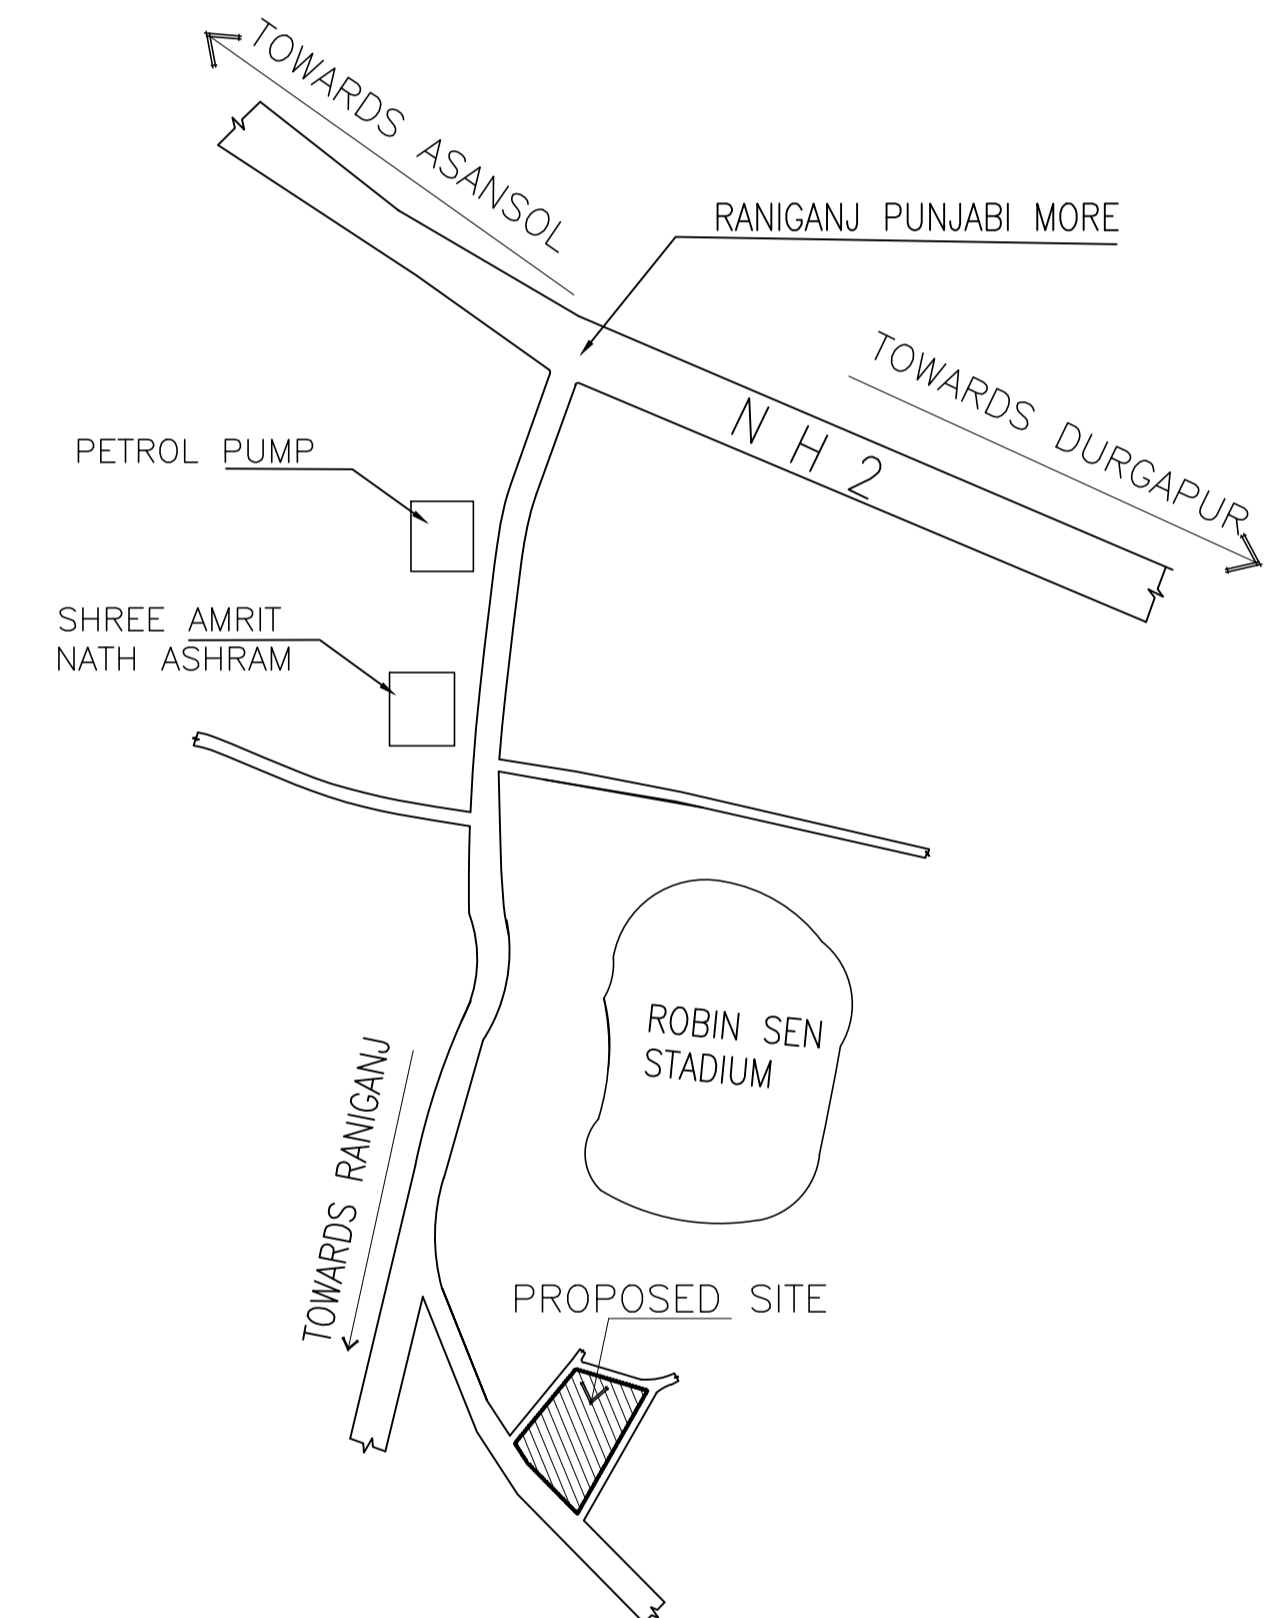 TOWARDS ASANSOL
RANIGANJ PUNJABI MORE
TOWARDS DURGAPUR
N H 2
PETROL PUMP
SHREE AMRIT
NATH ASHRAM
ROBIN SEN
STADIUM
TOWARDS RANIGANJ
PROPOSED SITE